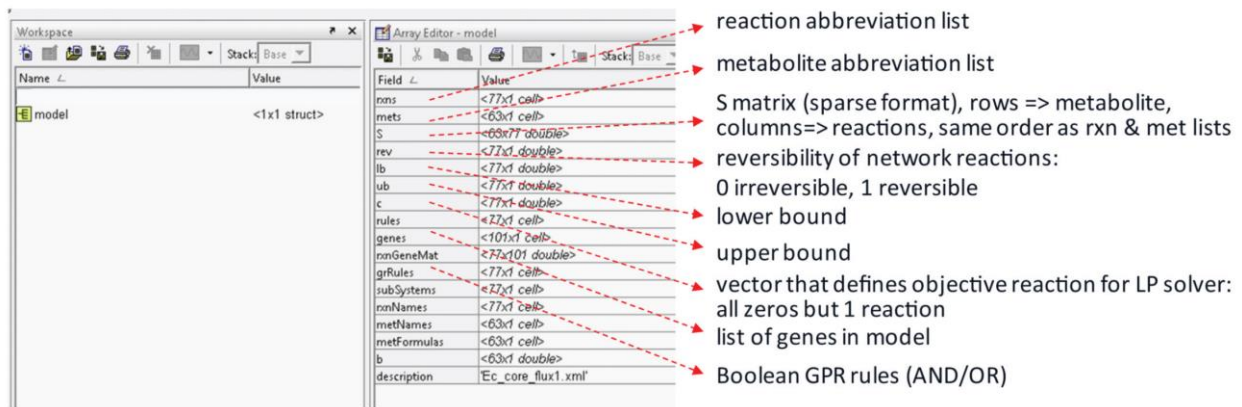 Workspace
Stack: Base
Name Value
model <1x1 struct>
Array Editor - model
Stack: Base
Field Value
rxns <77x1 cell>
mets <63x1 cell>
S <63x77 double>
rev <77x1 double>
lb <77x1 double>
ub <77x1 double>
c <77x1 double>
rules <77x1 cell>
genes <101x1 cell>
rxnGeneMat <77x101 double>
grRules <77x1 cell>
subSystems <77x1 cell>
rxnNames <77x1 cell>
metNames <63x1 cell>
metFormulas <63x1 cell>
b <63x1 double>
description 'Ec_core_flux1.xml'
reaction abbreviation list
metabolite abbreviation list
S matrix (sparse format), rows => metabolite,
columns=> reactions, same order as rxn & met lists
reversibility of network reactions:
0 irreversible, 1 reversible
lower bound
upper bound
vector that defines objective reaction for LP solver:
all zeros but 1 reaction
list of genes in model
Boolean GPR rules (AND/OR)